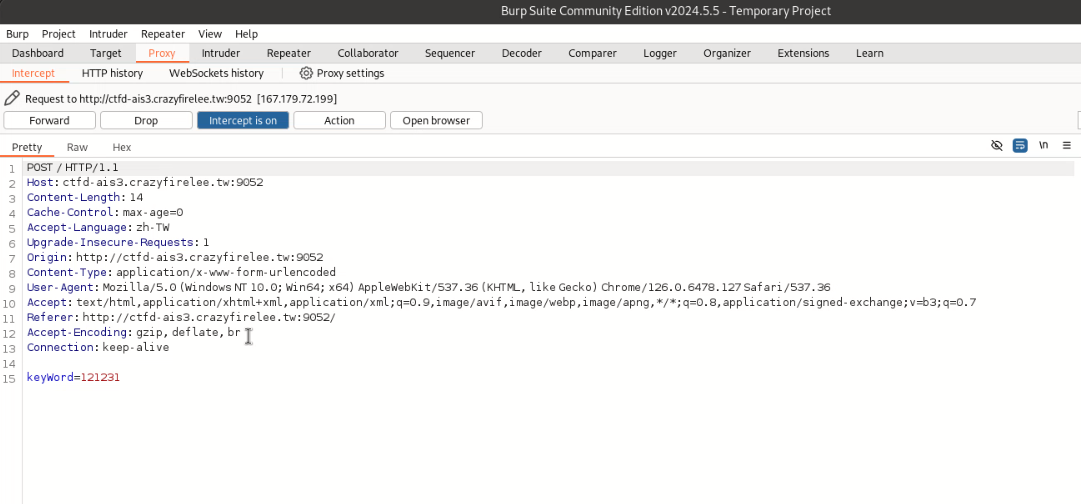 Burp Suite Community Edition v2024.5.5 - Temporary Project
Burp Project Intruder Repeater View Help
Dashboard Target Proxy Intruder Repeater Collaborator Sequencer Decoder Comparer Logger Organizer Extensions Learn
Intercept HTTP history WebSockets history Proxy settings
Request to http://ctfd-ais3.crazyfirelee.tw:9052 [167.179.72.199]
Forward Drop Intercept is on Action Open browser
Pretty Raw Hex \n
1 POST / HTTP/1.1
2 Host: ctfd-ais3.crazyfirelee.tw:9052
3 Content-Length: 14
4 Cache-Control: max-age=0
5 Accept-Language: zh-TW
6 Upgrade-Insecure-Requests: 1
7 Origin: http://ctfd-ais3.crazyfirelee.tw:9052
8 Content-Type: application/x-www-form-urlencoded
9 User-Agent: Mozilla/5.0 (Windows NT 10.0; Win64; x64) AppleWebKit/537.36 (KHTML, like Gecko) Chrome/126.0.6478.127 Safari/537.36
10 Accept: text/html,application/xhtml+xml,application/xml;q=0.9,image/avif,image/webp,image/apng,*/*;q=0.8,application/signed-exchange;v=b3;q=0.7
11 Referer: http://ctfd-ais3.crazyfirelee.tw:9052/
12 Accept-Encoding: gzip, deflate, br
13 Connection: keep-alive
14
15 keyWord=121231